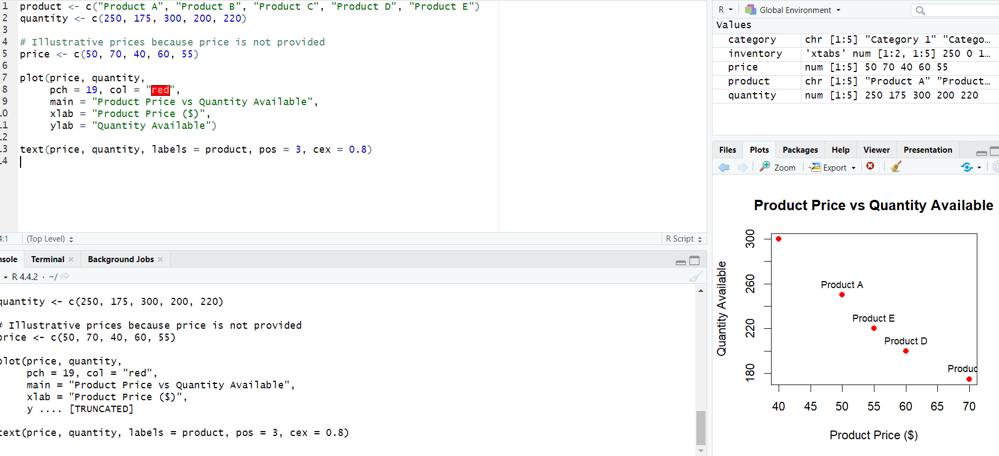 1 product <- c("Product A", "Product B", "Product C", "Product D", "Product E")
2 quantity <- c(250, 175, 300, 200, 220)
3
4 # Illustrative prices because price is not provided
5 price <- c(50, 70, 40, 60, 55)
6
7 plot(price, quantity,
8 pch = 19, col = "red",
9 main = "Product Price vs Quantity Available",
.0 xlab = "Product Price ($)",
.1 ylab = "Quantity Available")
.2
.3 text(price, quantity, labels = product, pos = 3, cex = 0.8)
.4
4:1 (Top Level) R Script
nsole Terminal Background Jobs
R 4.4.2 · ~/
quantity <- c(250, 175, 300, 200, 220)
# Illustrative prices because price is not provided
price <- c(50, 70, 40, 60, 55)
plot(price, quantity,
pch = 19, col = "red",
main = "Product Price vs Quantity Available",
xlab = "Product Price ($)",
y .... [TRUNCATED]
text(price, quantity, labels = product, pos = 3, cex = 0.8)
R Global Environment
Values
category chr [1:5] "Category 1" "Catego…
inventory 'xtabs' num [1:2, 1:5] 250 0 1…
price num [1:5] 50 70 40 60 55
product chr [1:5] "Product A" "Product…
quantity num [1:5] 250 175 300 200 220
Files Plots Packages Help Viewer Presentation
Zoom Export
Product Price vs Quantity Available
Quantity Available
300
260
220
180
Product A
Product E
Product D
Produc
40 45 50 55 60 65 70
Product Price ($)